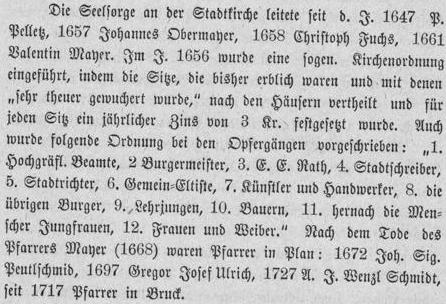 Die Seelsorge an der Stadtkirche leitete seit d. J. 1647 P.
Pelletz, 1657 Johannes Obermayer, 1658 Christoph Fuchs, 1661
Valentin Mayer. Im J. 1656 wurde eine sogen. Kirchenordnung
eingeführt, indem die Sitze, die bisher erblich waren und mit denen
„sehr theuer gewuchert wurde,“ nach den Häusern vertheilt und für
jeden Sitz ein jährlicher Zins von 3 Kr. festgesetzt wurde. Auch
wurde folgende Ordnung bei den Opfergängen vorgeschrieben: „1.
Hochgräfl. Beamte, 2 Burgermeister, 3. E. E. Rath, 4. Stadtschreiber,
5. Stadtrichter, 6. Gemein-Eltiste, 7. Künstler und Handwerker, 8. die
übrigen Burger, 9. Lehrjungen, 10. Bauern, 11. hernach die Men-
scher Jungfrauen, 12. Frauen und Weiber.“ Nach dem Tode des
Pfarrers Mayer (1668) waren Pfarrer in Plan: 1672 Joh. Sig.
Peutlschmid, 1697 Gregor Josef Ulrich, 1727 A. J. Wenzl Schmidt,
seit 1717 Pfarrer in Bruck.